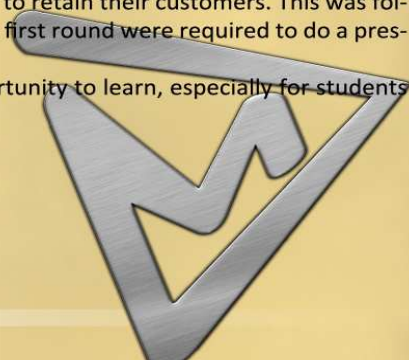 to retain their customers. This was fol-
first round were required to do a pres-
rtunity to learn, especially for students